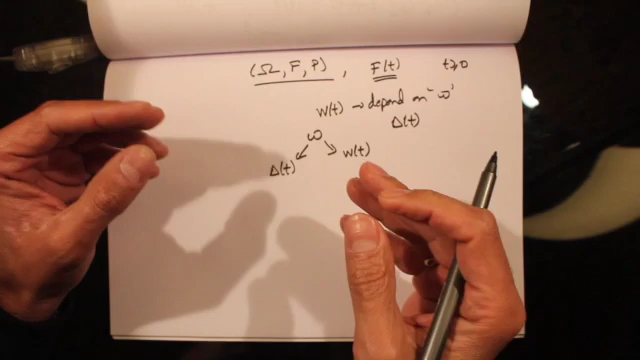 (Ω, F, P) , F(t) t≥0
W(t) → depend on "ω"
Δ(t)
ω
Δ(t) W(t)